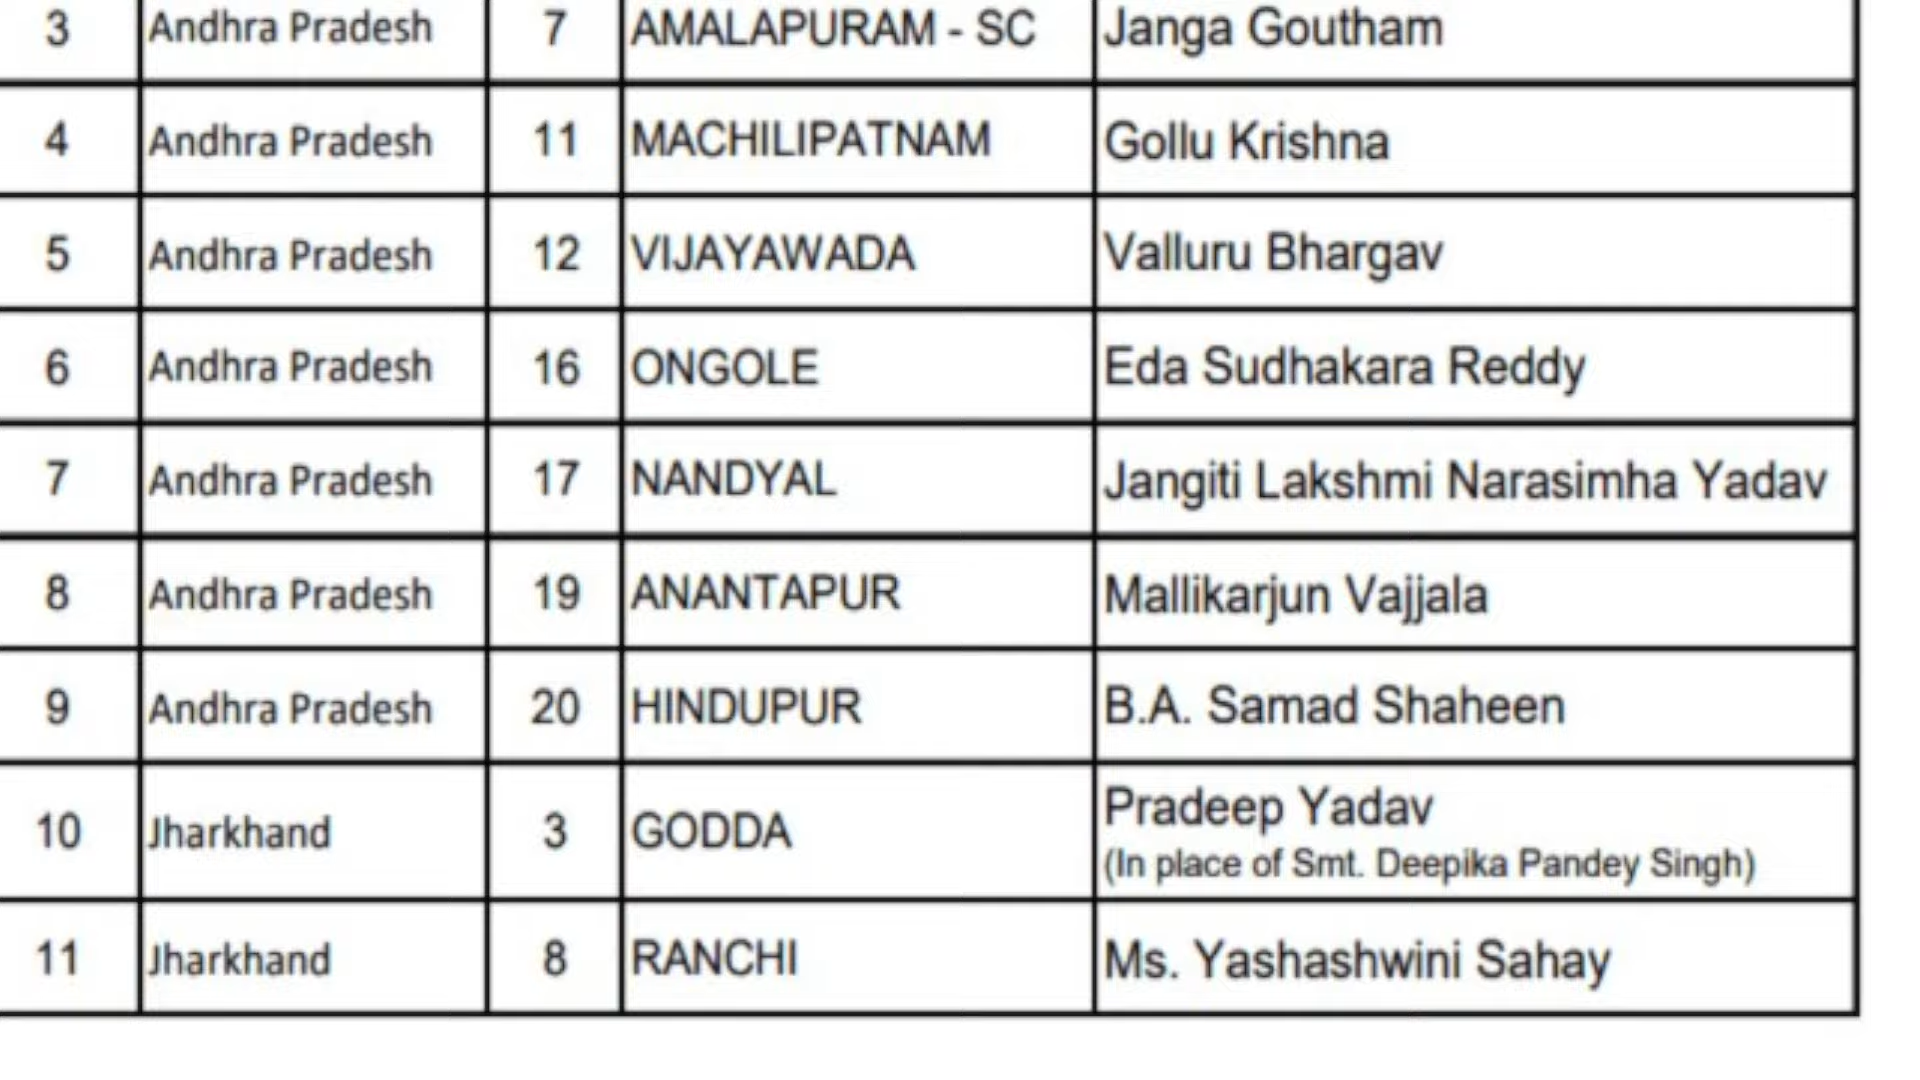 3 Andhra Pradesh 7 AMALAPURAM - SC Janga Goutham
4 Andhra Pradesh 11 MACHILIPATNAM Gollu Krishna
5 Andhra Pradesh 12 VIJAYAWADA Valluru Bhargav
6 Andhra Pradesh 16 ONGOLE Eda Sudhakara Reddy
7 Andhra Pradesh 17 NANDYAL Jangiti Lakshmi Narasimha Yadav
8 Andhra Pradesh 19 ANANTAPUR Mallikarjun Vajjala
9 Andhra Pradesh 20 HINDUPUR B.A. Samad Shaheen
10 Jharkhand 3 GODDA Pradeep Yadav
(In place of Smt. Deepika Pandey Singh)
11 Jharkhand 8 RANCHI Ms. Yashashwini Sahay